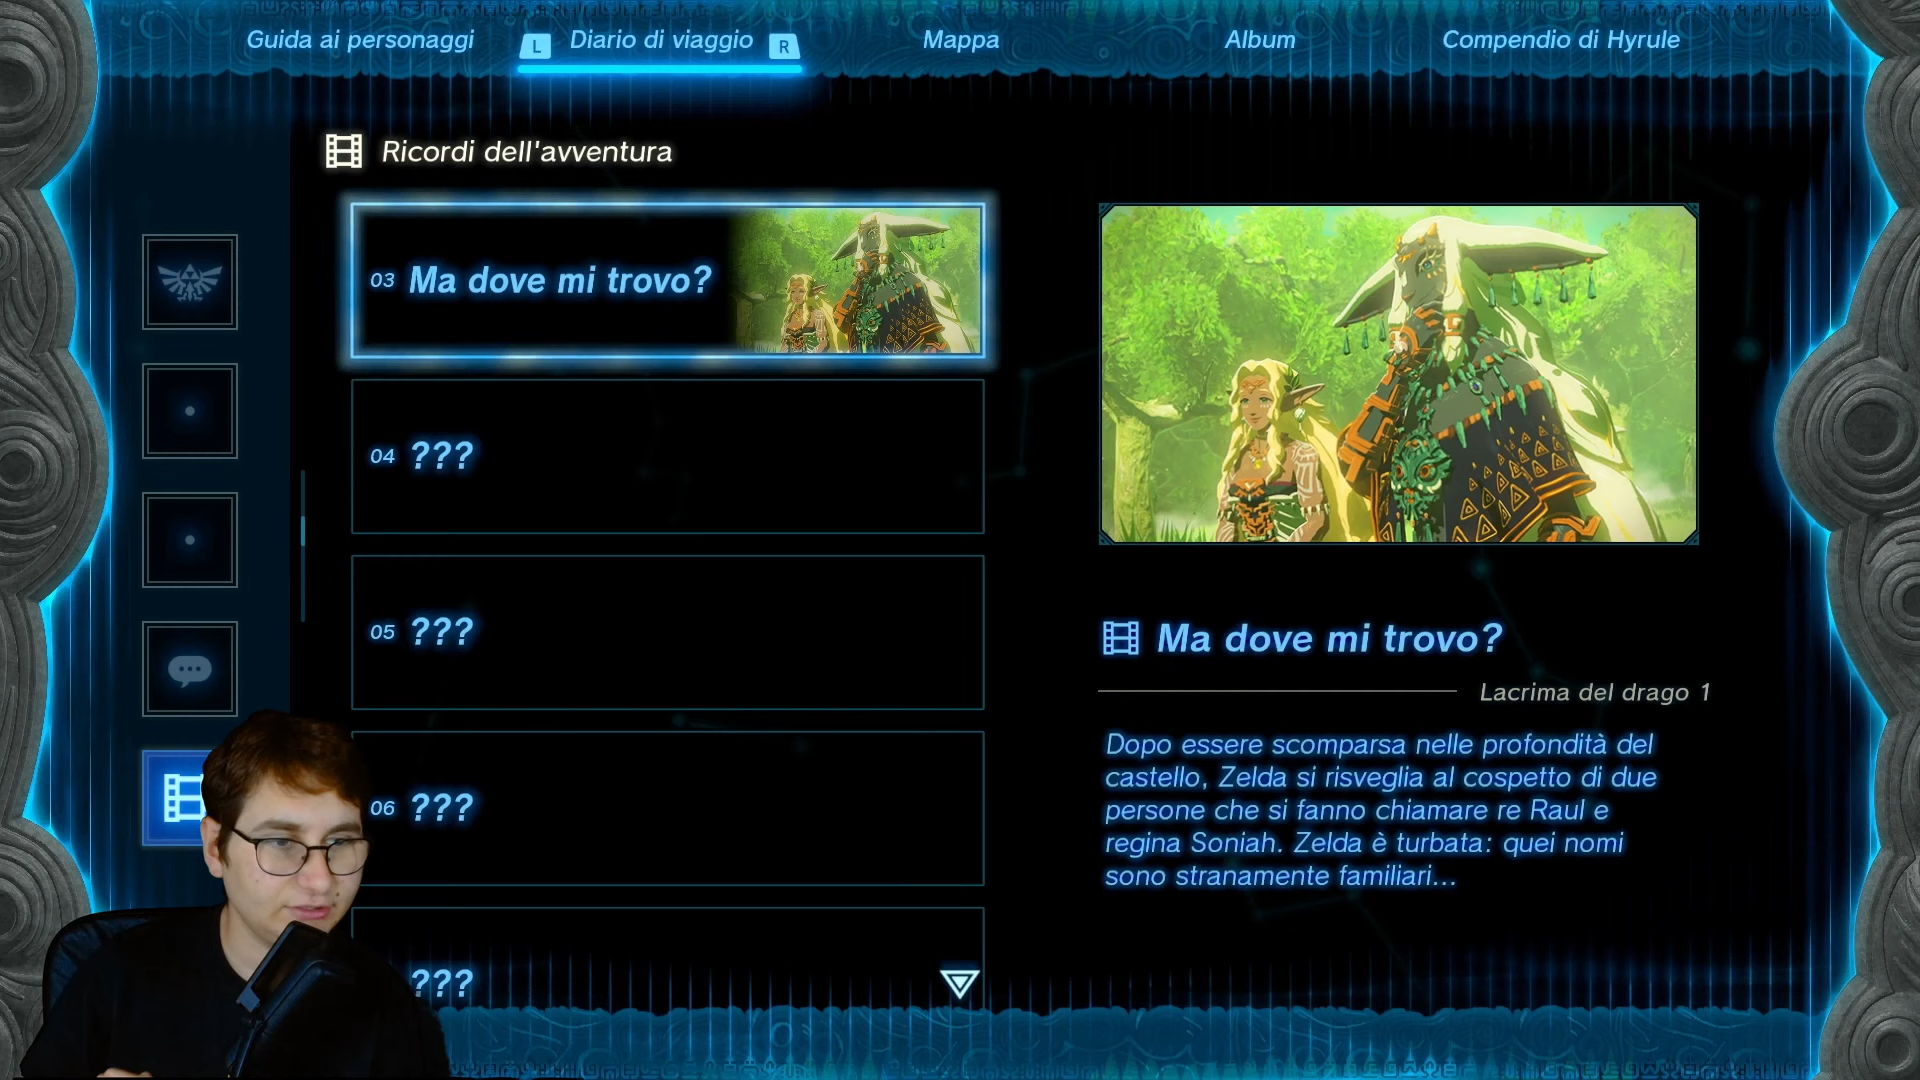 Guida ai personaggi
L Diario di viaggio R
Mappa
Album
Compendio di Hyrule
Ricordi dell'avventura
03 Ma dove mi trovo?
04 ???
05 ???
06 ???
???
Ma dove mi trovo?
Lacrima del drago 1
Dopo essere scomparsa nelle profondità del
castello, Zelda si risveglia al cospetto di due
persone che si fanno chiamare re Raul e
regina Soniah. Zelda è turbata: quei nomi
sono stranamente familiari...